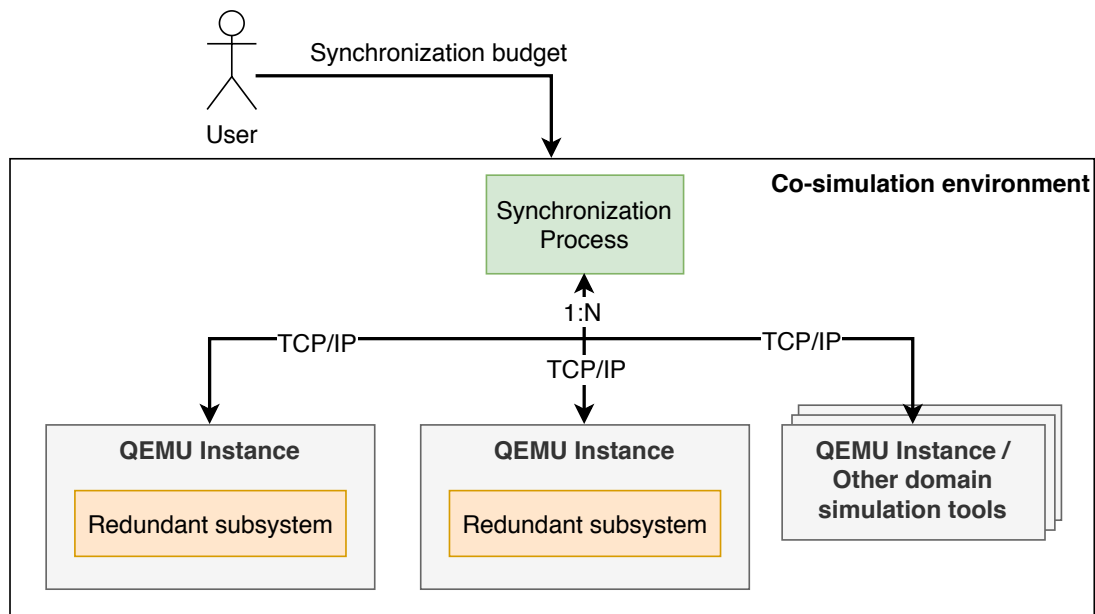 Synchronization budget
User
Co-simulation environment
Synchronization
Process
1:N
TCP/IP
TCP/IP
TCP/IP
QEMU Instance
Redundant subsystem
QEMU Instance
Redundant subsystem
QEMU Instance /
Other domain
simulation tools